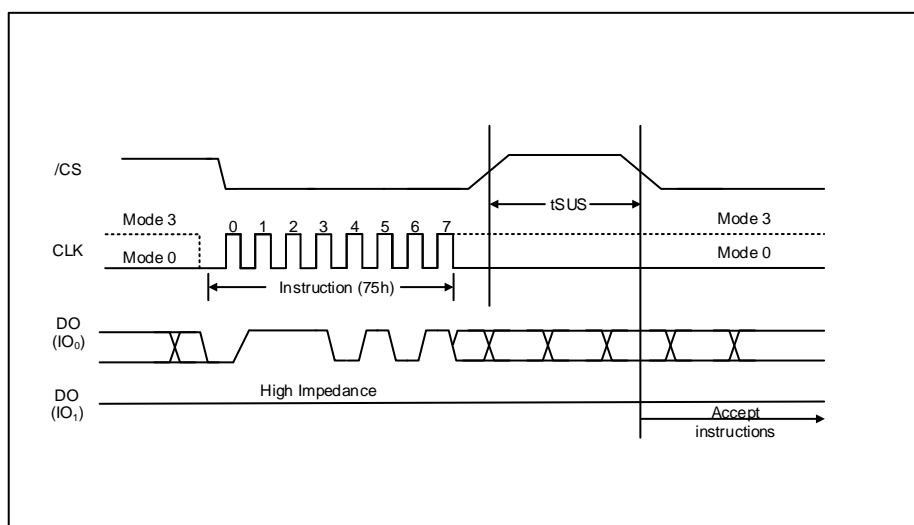 /CS
tSUS
Mode 3
0 1 2 3 4 5 6 7
Mode 3
CLK
Mode 0
Mode 0
Instruction (75h)
DO
(IO₀)
High Impedance
DO
(IO₁)
Accept
instructions